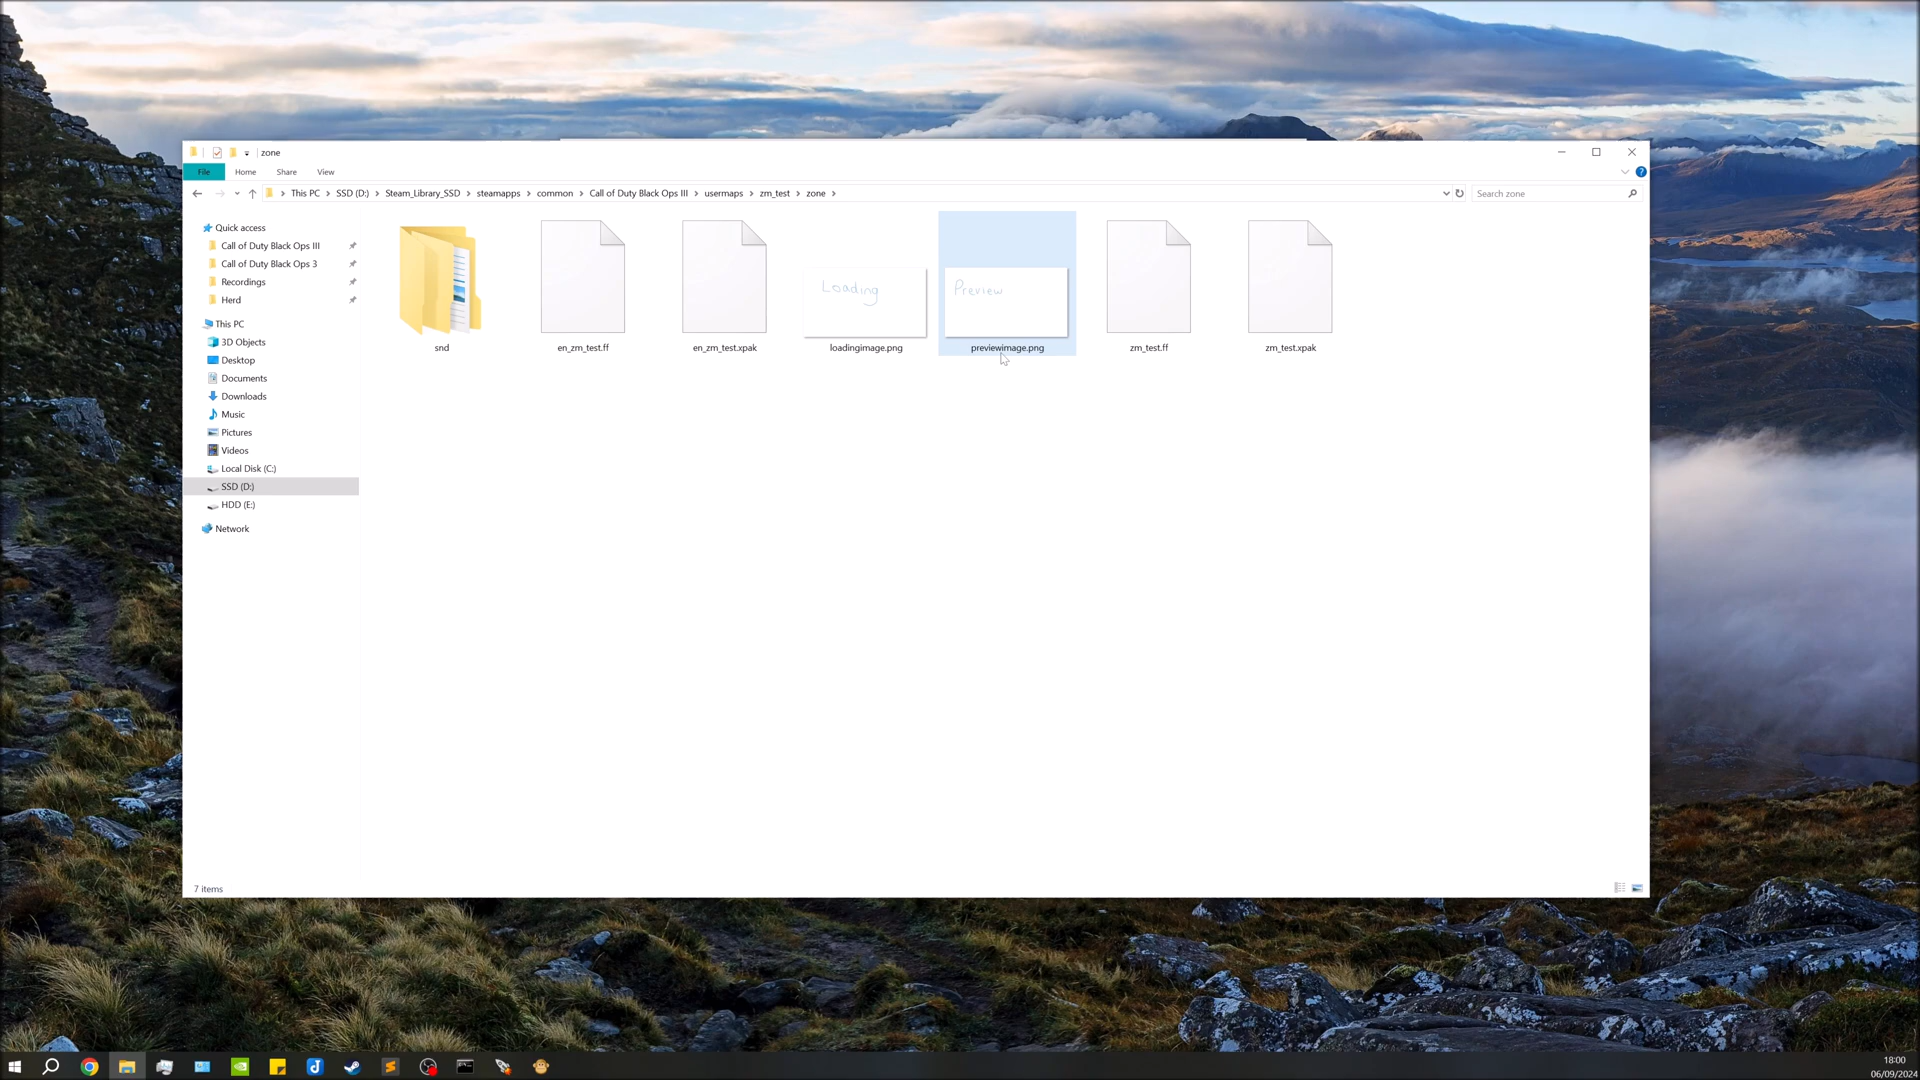 zone
File Home Share View
This PC SSD (D:) Steam_Library_SSD steamapps common Call of Duty Black Ops III usermaps zm_test zone
Search zone
Quick access
Call of Duty Black Ops III
Call of Duty Black Ops 3
Recordings
Herd
This PC
3D Objects
Desktop
Documents
Downloads
Music
Pictures
Videos
Local Disk (C:)
SSD (D:)
HDD (E:)
Network
Loading
Preview
snd
en_zm_test.ff
en_zm_test.xpak
loadingimage.png
previewimage.png
zm_test.ff
zm_test.xpak
7 items
18:00
06/09/2024